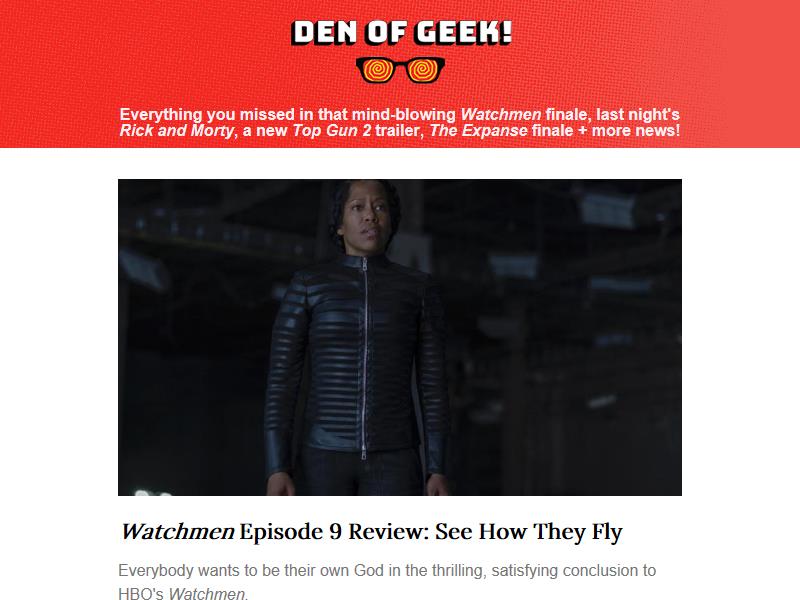 DEN OF GEEK!
Everything you missed in that mind-blowing Watchmen finale, last night's
Rick and Morty, a new Top Gun 2 trailer, The Expanse finale + more news!
Watchmen Episode 9 Review: See How They Fly
Everybody wants to be their own God in the thrilling, satisfying conclusion to
HBO's Watchmen.